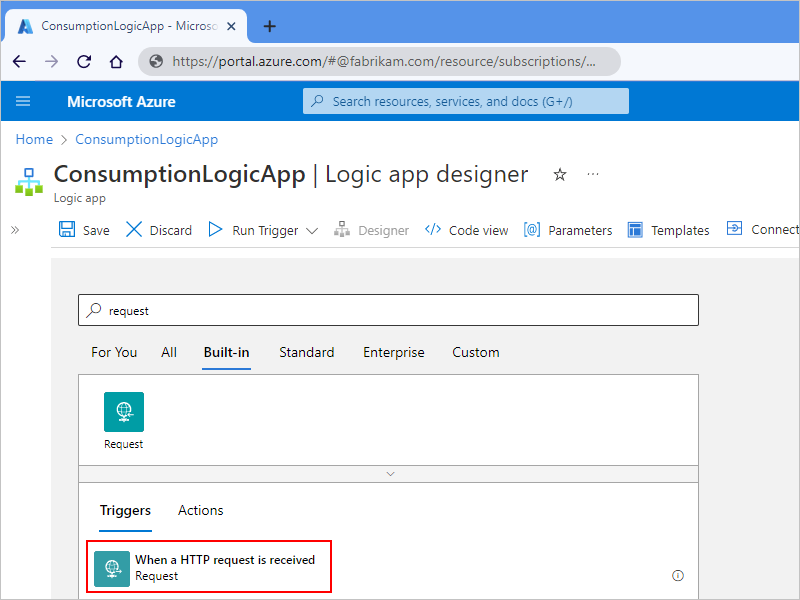 ConsumptionLogicApp - Microso
https://portal.azure.com/#@fabrikam.com/resource/subscriptions/...
Microsoft Azure
Search resources, services, and docs (G+/)
Home > ConsumptionLogicApp
ConsumptionLogicApp | Logic app designer
Logic app
Save Discard Run Trigger Designer Code view Parameters Templates Connect
request
For You All Built-in Standard Enterprise Custom
Request
Triggers Actions
When a HTTP request is received
Request